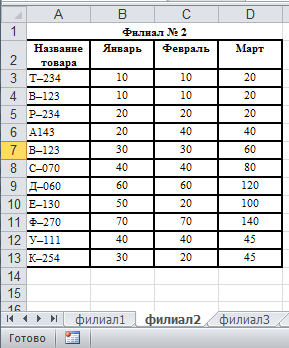 A B C D
1 Филиал № 2
2 Название товара Январь Февраль Март
3 Т–234 10 10 20
4 В–123 10 10 20
5 Р–234 20 20 20
6 А143 20 40 40
7 В–123 30 30 60
8 С–070 40 40 80
9 Д–060 60 60 120
10 Е–130 50 20 100
11 Ф–270 70 70 140
12 У–111 40 40 45
13 К–254 30 20 45
14
15
16
филиал1 филиал2 филиал3
Готово